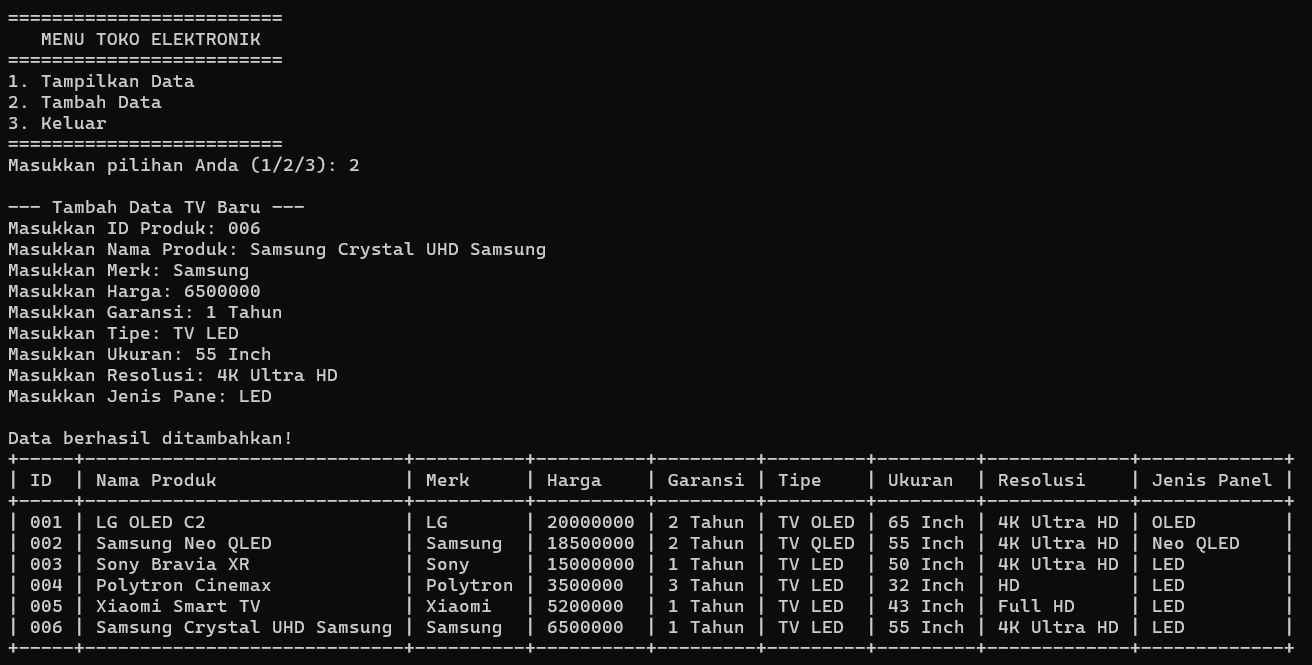 =========================
   MENU TOKO ELEKTRONIK
=========================
1. Tampilkan Data
2. Tambah Data
3. Keluar
=========================
Masukkan pilihan Anda (1/2/3): 2

--- Tambah Data TV Baru ---
Masukkan ID Produk: 006
Masukkan Nama Produk: Samsung Crystal UHD Samsung
Masukkan Merk: Samsung
Masukkan Harga: 6500000
Masukkan Garansi: 1 Tahun
Masukkan Tipe: TV LED
Masukkan Ukuran: 55 Inch
Masukkan Resolusi: 4K Ultra HD
Masukkan Jenis Pane: LED

Data berhasil ditambahkan!
+-----+-----------------------------+----------+----------+---------+---------+---------+-------------+-------------+
| ID  | Nama Produk                 | Merk     | Harga    | Garansi | Tipe    | Ukuran  | Resolusi    | Jenis Panel |
+-----+-----------------------------+----------+----------+---------+---------+---------+-------------+-------------+
| 001 | LG OLED C2                  | LG       | 20000000 | 2 Tahun | TV OLED | 65 Inch | 4K Ultra HD | OLED        |
| 002 | Samsung Neo QLED            | Samsung  | 18500000 | 2 Tahun | TV QLED | 55 Inch | 4K Ultra HD | Neo QLED    |
| 003 | Sony Bravia XR              | Sony     | 15000000 | 1 Tahun | TV LED  | 50 Inch | 4K Ultra HD | LED         |
| 004 | Polytron Cinemax            | Polytron | 3500000  | 3 Tahun | TV LED  | 32 Inch | HD          | LED         |
| 005 | Xiaomi Smart TV             | Xiaomi   | 5200000  | 1 Tahun | TV LED  | 43 Inch | Full HD     | LED         |
| 006 | Samsung Crystal UHD Samsung | Samsung  | 6500000  | 1 Tahun | TV LED  | 55 Inch | 4K Ultra HD | LED         |
+-----+-----------------------------+----------+----------+---------+---------+---------+-------------+-------------+